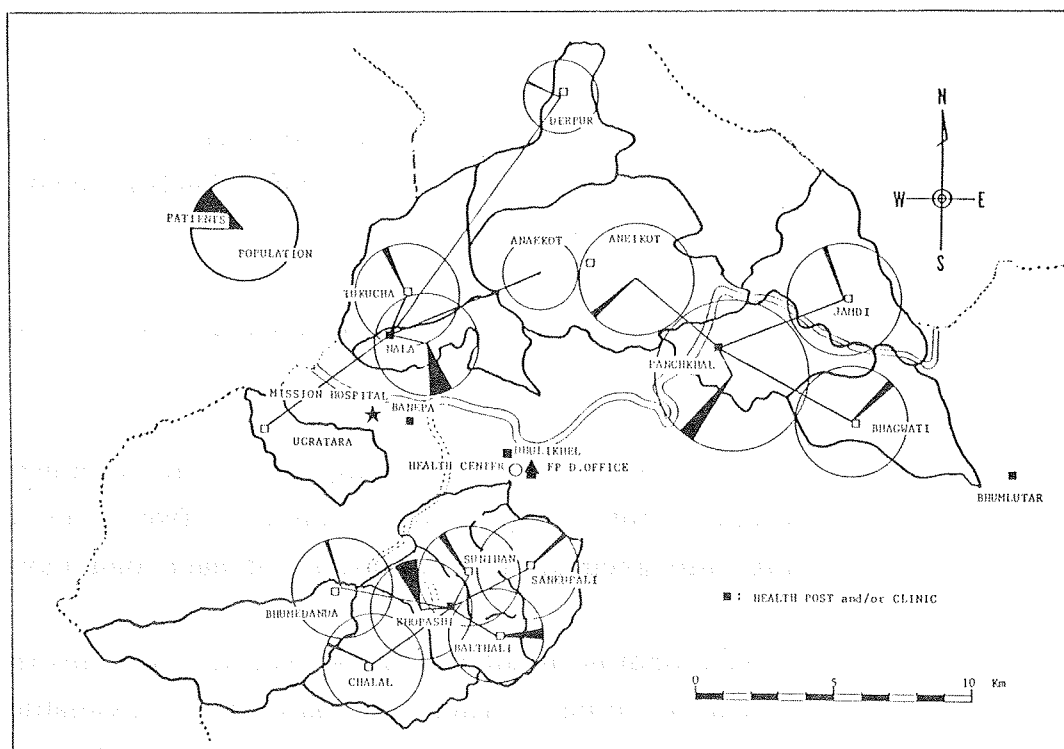 DERPUR
N
W E
S
PATIENTS
POPULATION
ANAEKOT
ANEIKOT
TUKUCHA
JAMDI
NALA
PANCHKHAL
MISSION HOSPITAL
BANEPA
BHAGWATI
UGRATARA
DHULIKHEL
HEALTH CENTER
FP D.OFFICE
BHUMLUTAR
SUNTHAN
SANKUPALI
BHUMEDANDA
KHOPASHI
■ : HEALTH POST and/or CLINIC
BALTHALI
CHALAL
0 5 10 Km